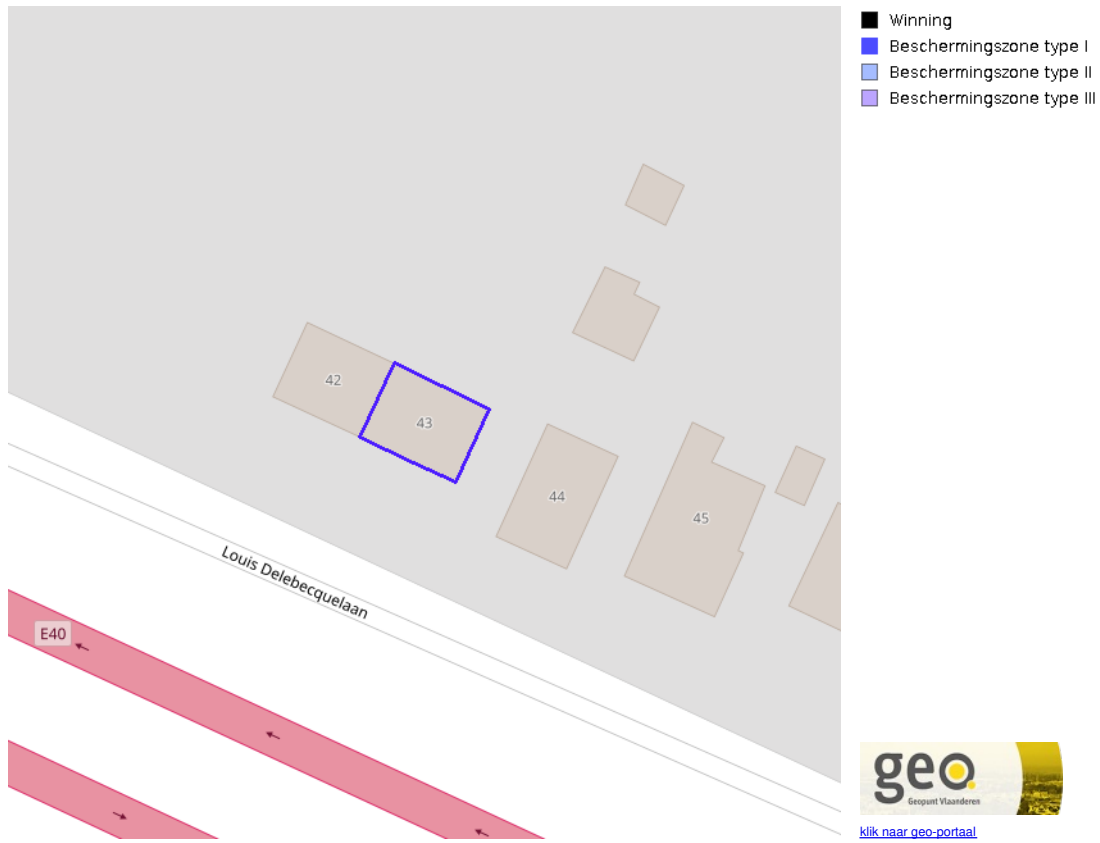 Winning
Beschermingszone type I
Beschermingszone type II
Beschermingszone type III
42
43
44
45
Louis Delebecquelaan
E40
geo
Geopunt Vlaanderen
klik naar geo-portaal